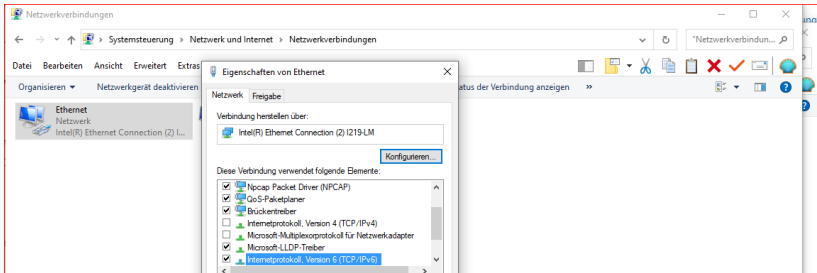 Netzwerkverbindungen
Systemsteuerung > Netzwerk und Internet > Netzwerkverbindungen
"Netzwerkverbindun...
Datei Bearbeiten Ansicht Erweitert Extras
Organisieren Netzwerkgerät deaktivieren
atus der Verbindung anzeigen »
Ethernet
Netzwerk
Intel(R) Ethernet Connection (2) I...
Eigenschaften von Ethernet
Netzwerk Freigabe
Verbindung herstellen über:
Intel(R) Ethernet Connection (2) I219-LM
Konfigurieren...
Diese Verbindung verwendet folgende Elemente:
Npcap Packet Driver (NPCAP)
QoS-Paketplaner
Brückentreiber
Internetprotokoll, Version 4 (TCP/IPv4)
Microsoft-Multiplexorprotokoll für Netzwerkadapter
Microsoft-LLDP-Treiber
Internetprotokoll, Version 6 (TCP/IPv6)